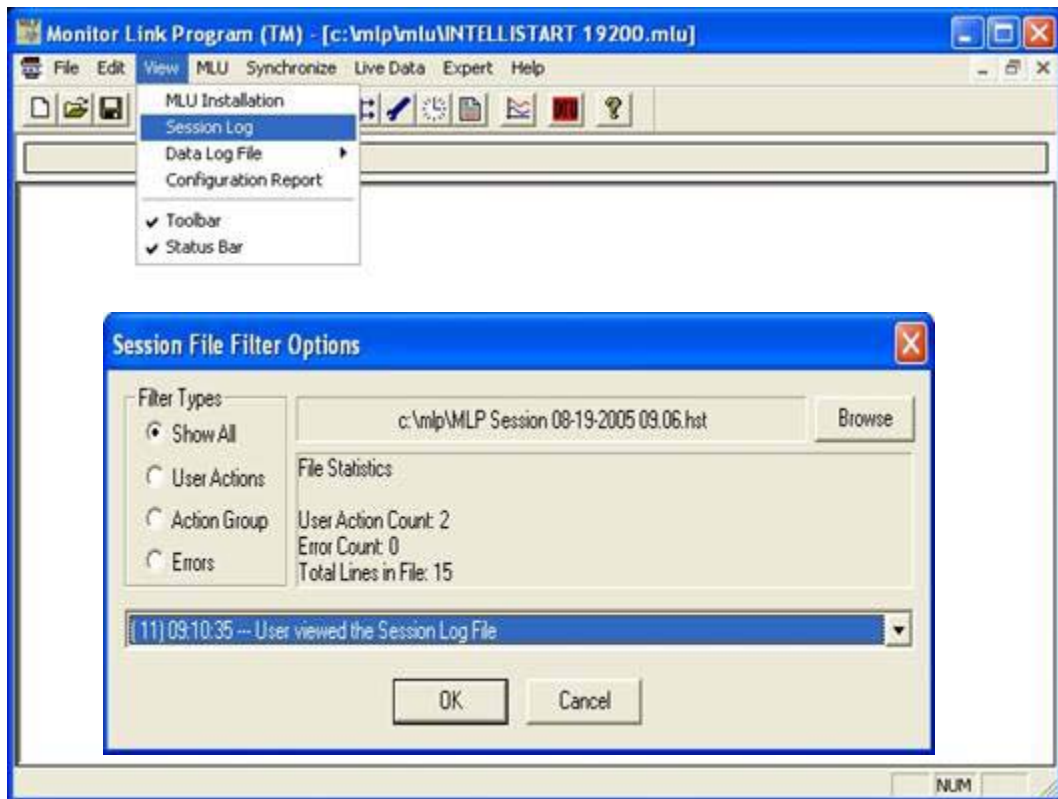 Monitor Link Program (TM) - [c:\mlp\mlu\INTELLISTART 19200.mlu]
File Edit View MLU Synchronize Live Data Expert Help
MLU Installation
Session Log
Data Log File
Configuration Report
Toolbar
Status Bar
Session File Filter Options
Filter Types
Show All
User Actions
Action Group
Errors
c:\mlp\MLP Session 08-19-2005 09.06.hst
Browse
File Statistics
User Action Count: 2
Error Count: 0
Total Lines in File: 15
[ 11] 09:10:35 --- User viewed the Session Log File
OK Cancel
NUM